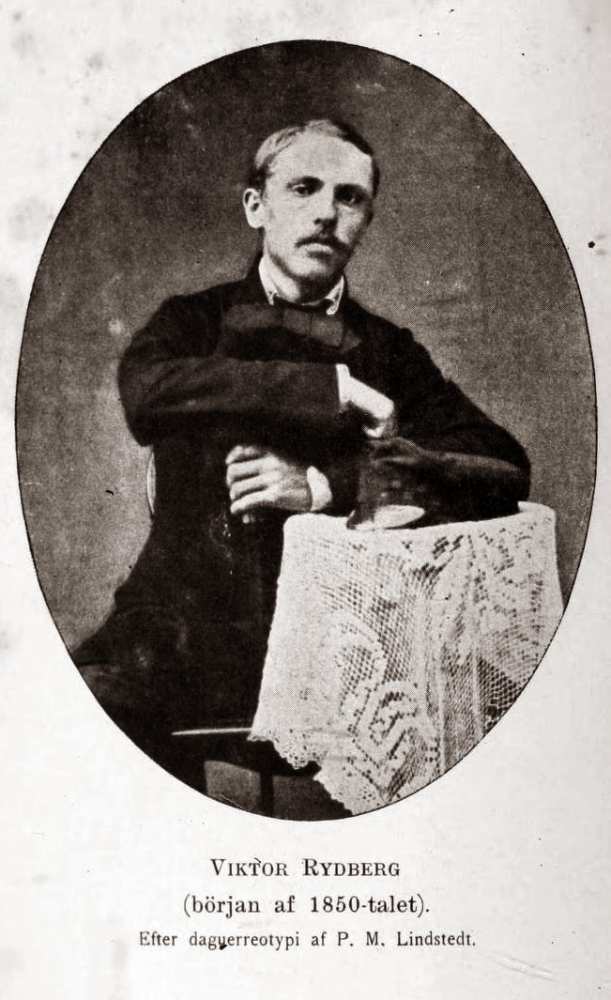 VIKTOR RYDBERG
(början af 1850-talet).
Efter daguerreotypi af P. M. Lindstedt.